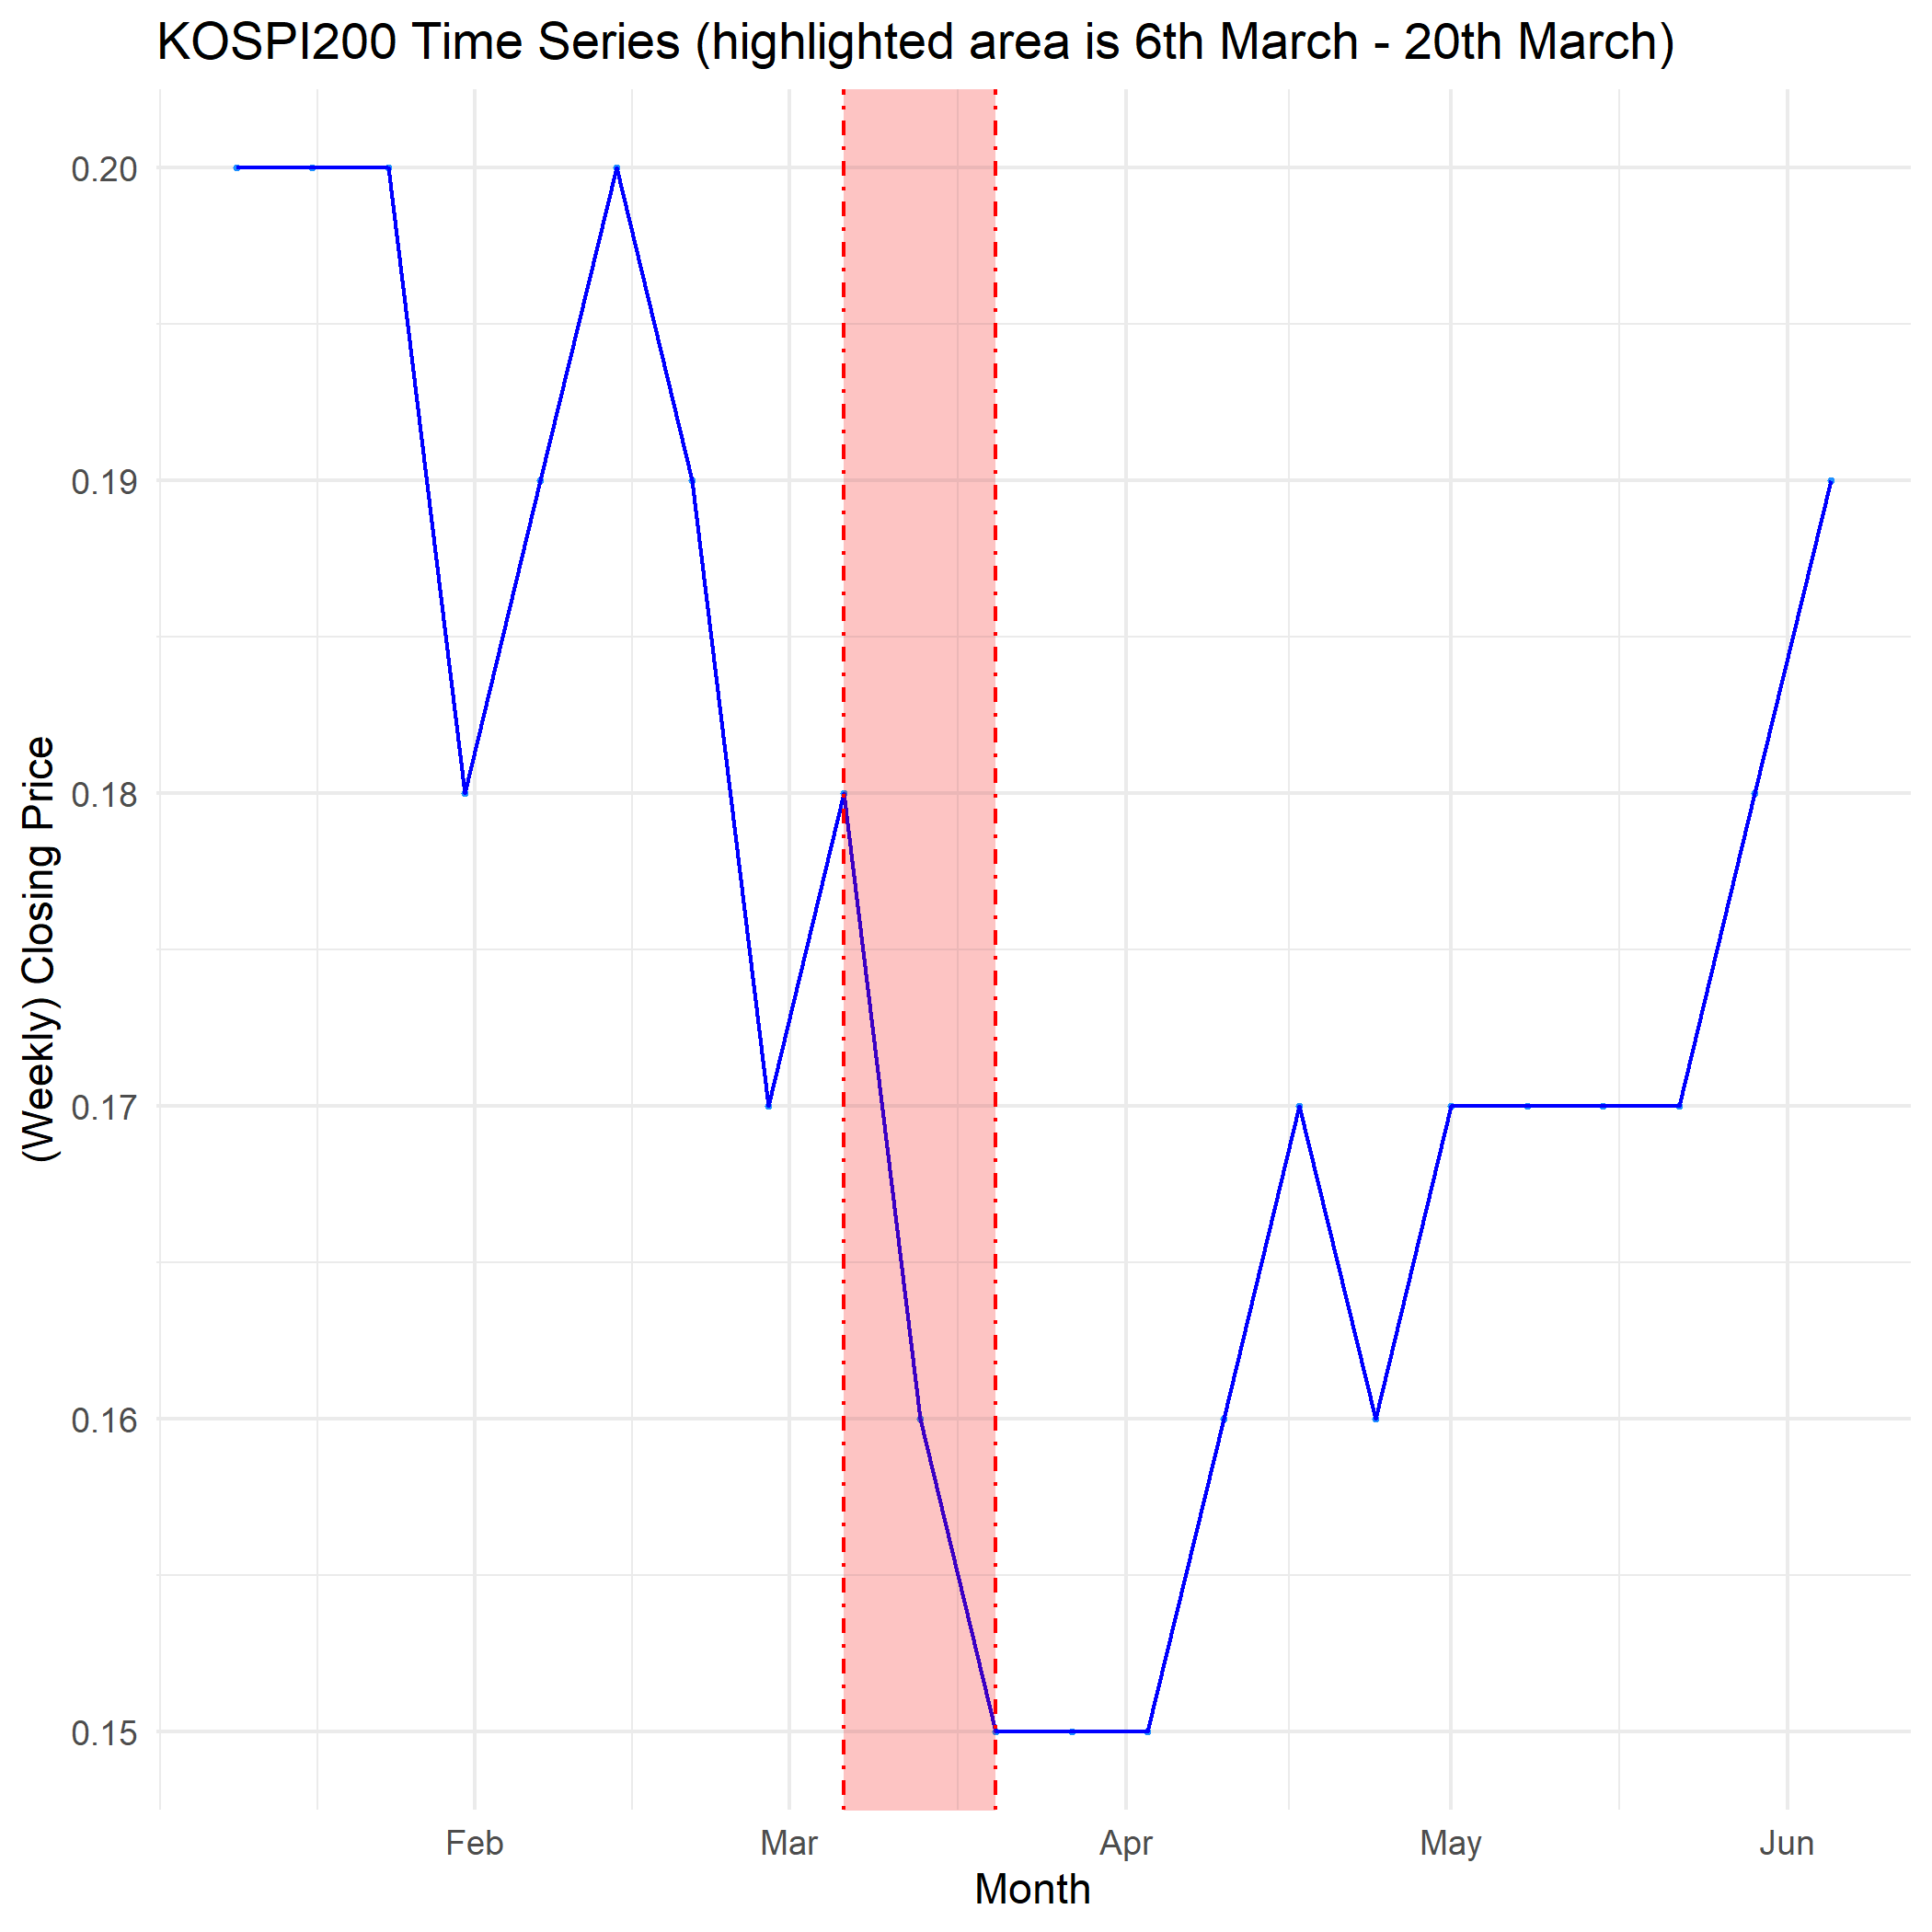 KOSPI200 Time Series (highlighted area is 6th March - 20th March)
(Weekly) Closing Price
0.20
0.19
0.18
0.17
0.16
0.15
Feb Mar Apr May Jun
Month